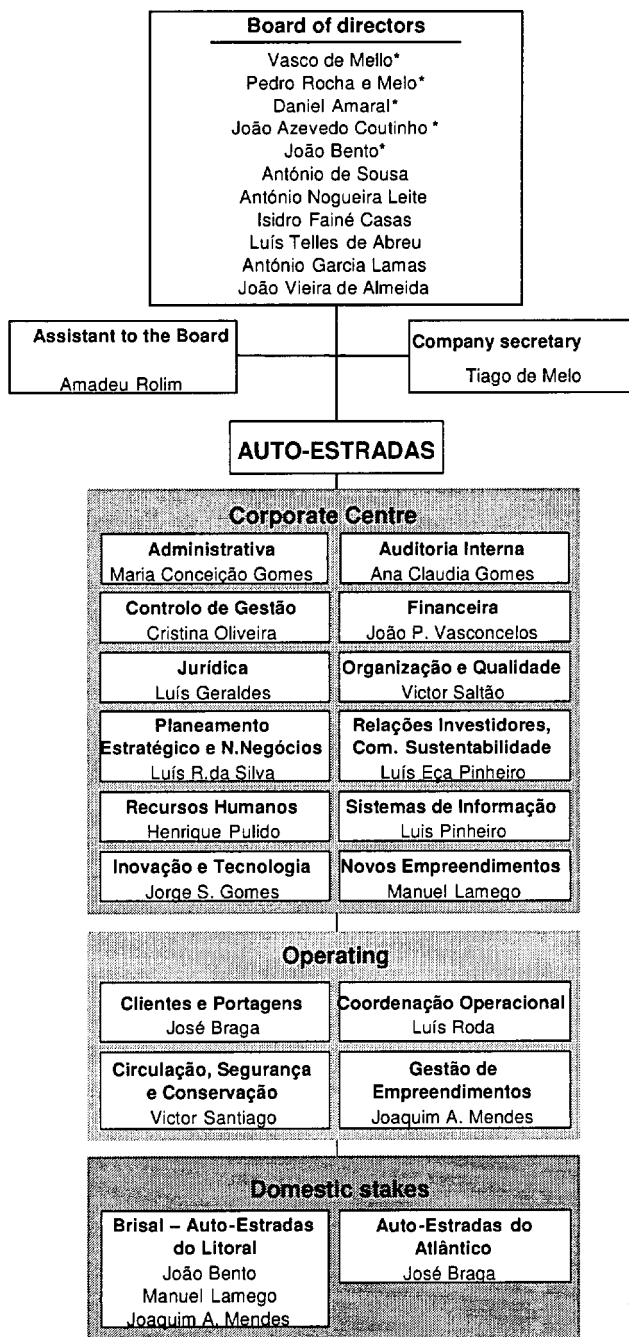 Board of directors
Vasco de Mello*
Pedro Rocha e Melo*
Daniel Amaral*
João Azevedo Coutinho*
João Bento*
António de Sousa
António Nogueira Leite
Isidro Fainé Casas
Luís Telles de Abreu
António Garcia Lamas
João Vieira de Almeida
Assistant to the Board
Amadeu Rolim
Company secretary
Tiago de Melo
AUTO-ESTRADAS
Corporate Centre
Administrativa
Maria Conceição Gomes
Auditoria Interna
Ana Claudia Gomes
Controlo de Gestão
Cristina Oliveira
Financeira
João P. Vasconcelos
Jurídica
Luís Geraldes
Organização e Qualidade
Victor Saltão
Planeamento
Estratégico e N.Negócios
Luís R.da Silva
Relações Investidores,
Com. Sustentabilidade
Luís Eça Pinheiro
Recursos Humanos
Henrique Pulido
Sistemas de Informação
Luis Pinheiro
Inovação e Tecnologia
Jorge S. Gomes
Novos Empreendimentos
Manuel Lamego
Operating
Clientes e Portagens
José Braga
Coordenação Operacional
Luís Roda
Circulação, Segurança
e Conservação
Victor Santiago
Gestão de
Empreendimentos
Joaquim A. Mendes
Domestic stakes
Brisal – Auto-Estradas
do Litoral
João Bento
Manuel Lamego
Joaquim A. Mendes
Auto-Estradas do
Atlântico
José Braga